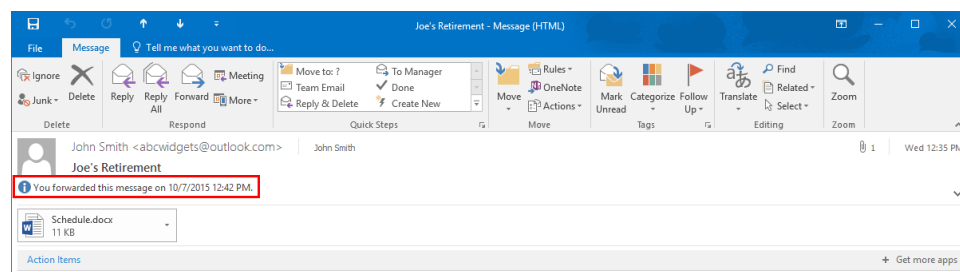 Joe's Retirement - Message (HTML)
File Message Tell me what you want to do...
Ignore Delete Reply Reply All Forward Meeting Move to: ? To Manager Move Rules OneNote Mark Unread Categorize Follow Up Translate Find Related Select Zoom
Junk More Team Email Done Actions
Reply & Delete Create New
Delete Respond Quick Steps Move Tags Editing Zoom
John Smith <abcwidgets@outlook.com> John Smith 1 Wed 12:35 PM
Joe's Retirement
You forwarded this message on 10/7/2015 12:42 PM.
Schedule.docx
11 KB
Action Items + Get more apps